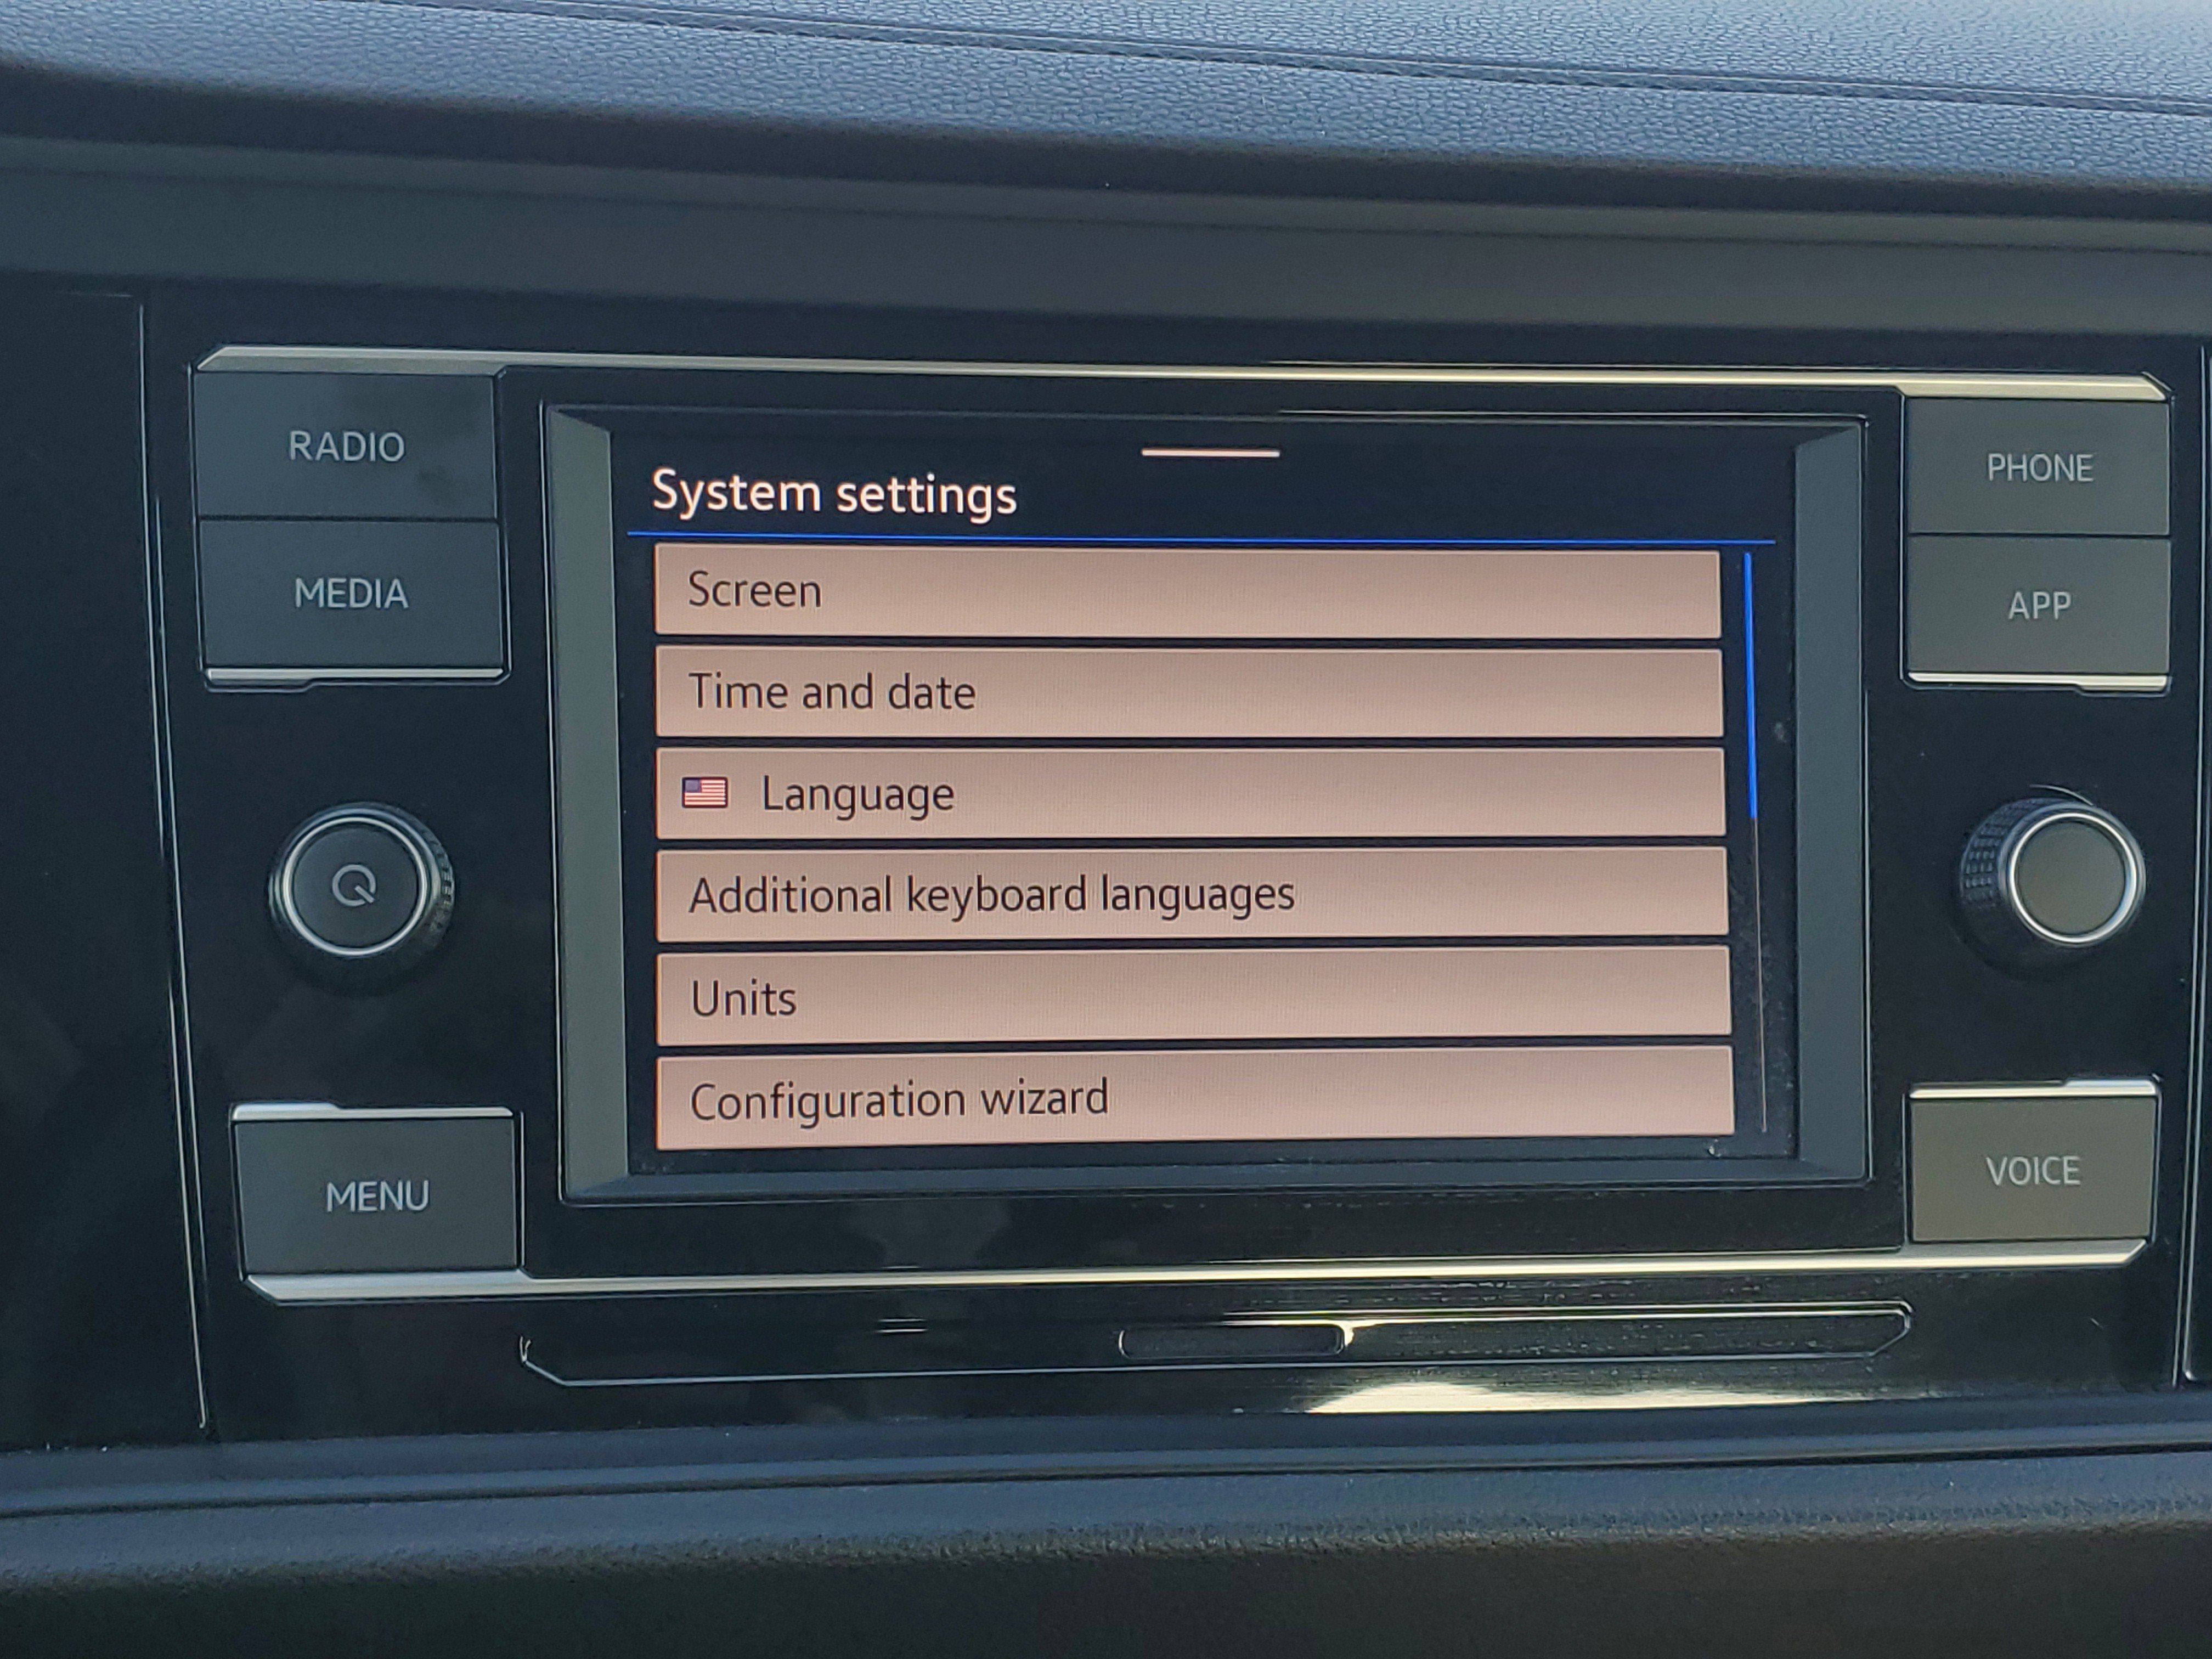 RADIO
MEDIA
MENU
System settings
Screen
Time and date
Language
Additional keyboard languages
Units
Configuration wizard
PHONE
APP
VOICE